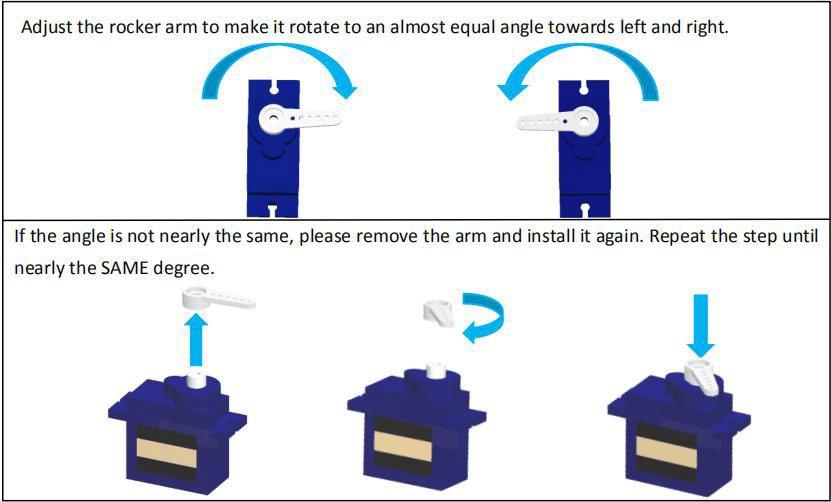 Adjust the rocker arm to make it rotate to an almost equal angle towards left and right.
If the angle is not nearly the same, please remove the arm and install it again. Repeat the step until
nearly the SAME degree.